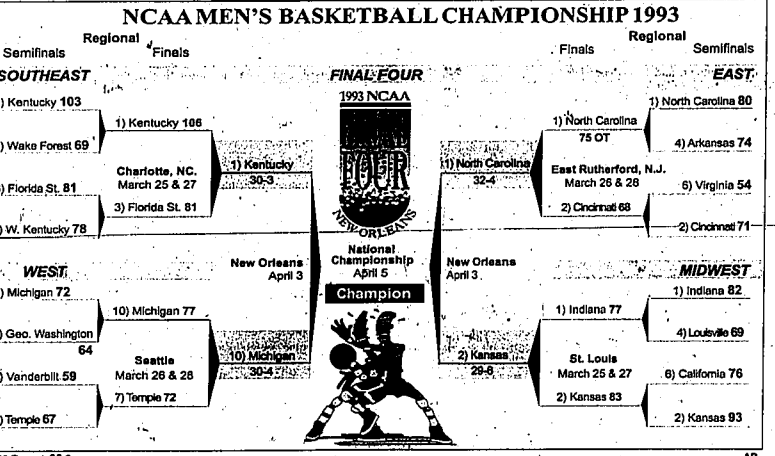 NCAA MEN'S BASKETBALL CHAMPIONSHIP 1993
Regional
Semifinals
Finals
SOUTHEAST
) Kentucky 103
) Wake Forest 69
) Florida St. 81
) W. Kentucky 78
1) Kentucky 106
Charlotte, NC.
March 25 & 27
3) Florida St. 81
1) Kentucky
30-3
WEST
) Michigan 72
) Geo. Washington
64
) Vanderbilt 59
) Temple 67
10) Michigan 77
Seattle
March 26 & 28
7) Temple 72
10) Michigan
30-4
New Orleans
April 3
FINAL FOUR
1993 NCAA
FOUR
NEW ORLEANS
National
Championship
April 5
Champion
New Orleans
April 3
Regional
Finals
Semifinals
EAST
1) North Carolina 80
4) Arkansas 74
6) Virginia 54
2) Cincinnati 71
1) North Carolina
75 OT
East Rutherford, N.J.
March 26 & 28
2) Cincinnati 68
1) North Carolina
32-4
MIDWEST
1) Indiana 82
4) Louisville 69
6) California 76
2) Kansas 93
1) Indiana 77
St. Louis
March 25 & 27
2) Kansas 83
2) Kansas
29-6
AP